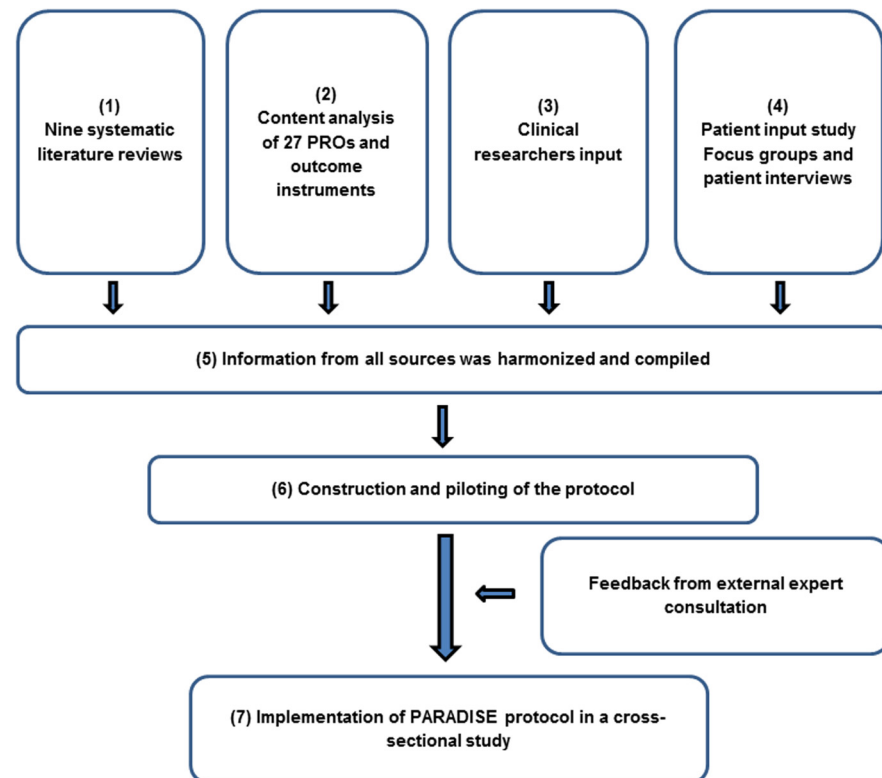 (1)
Nine systematic
literature reviews
(2)
Content analysis
of 27 PROs and
outcome
instruments
(3)
Clinical
researchers input
(4)
Patient input study
Focus groups and
patient interviews
(5) Information from all sources was harmonized and compiled
(6) Construction and piloting of the protocol
Feedback from external expert
consultation
(7) Implementation of PARADISE protocol in a cross-
sectional study